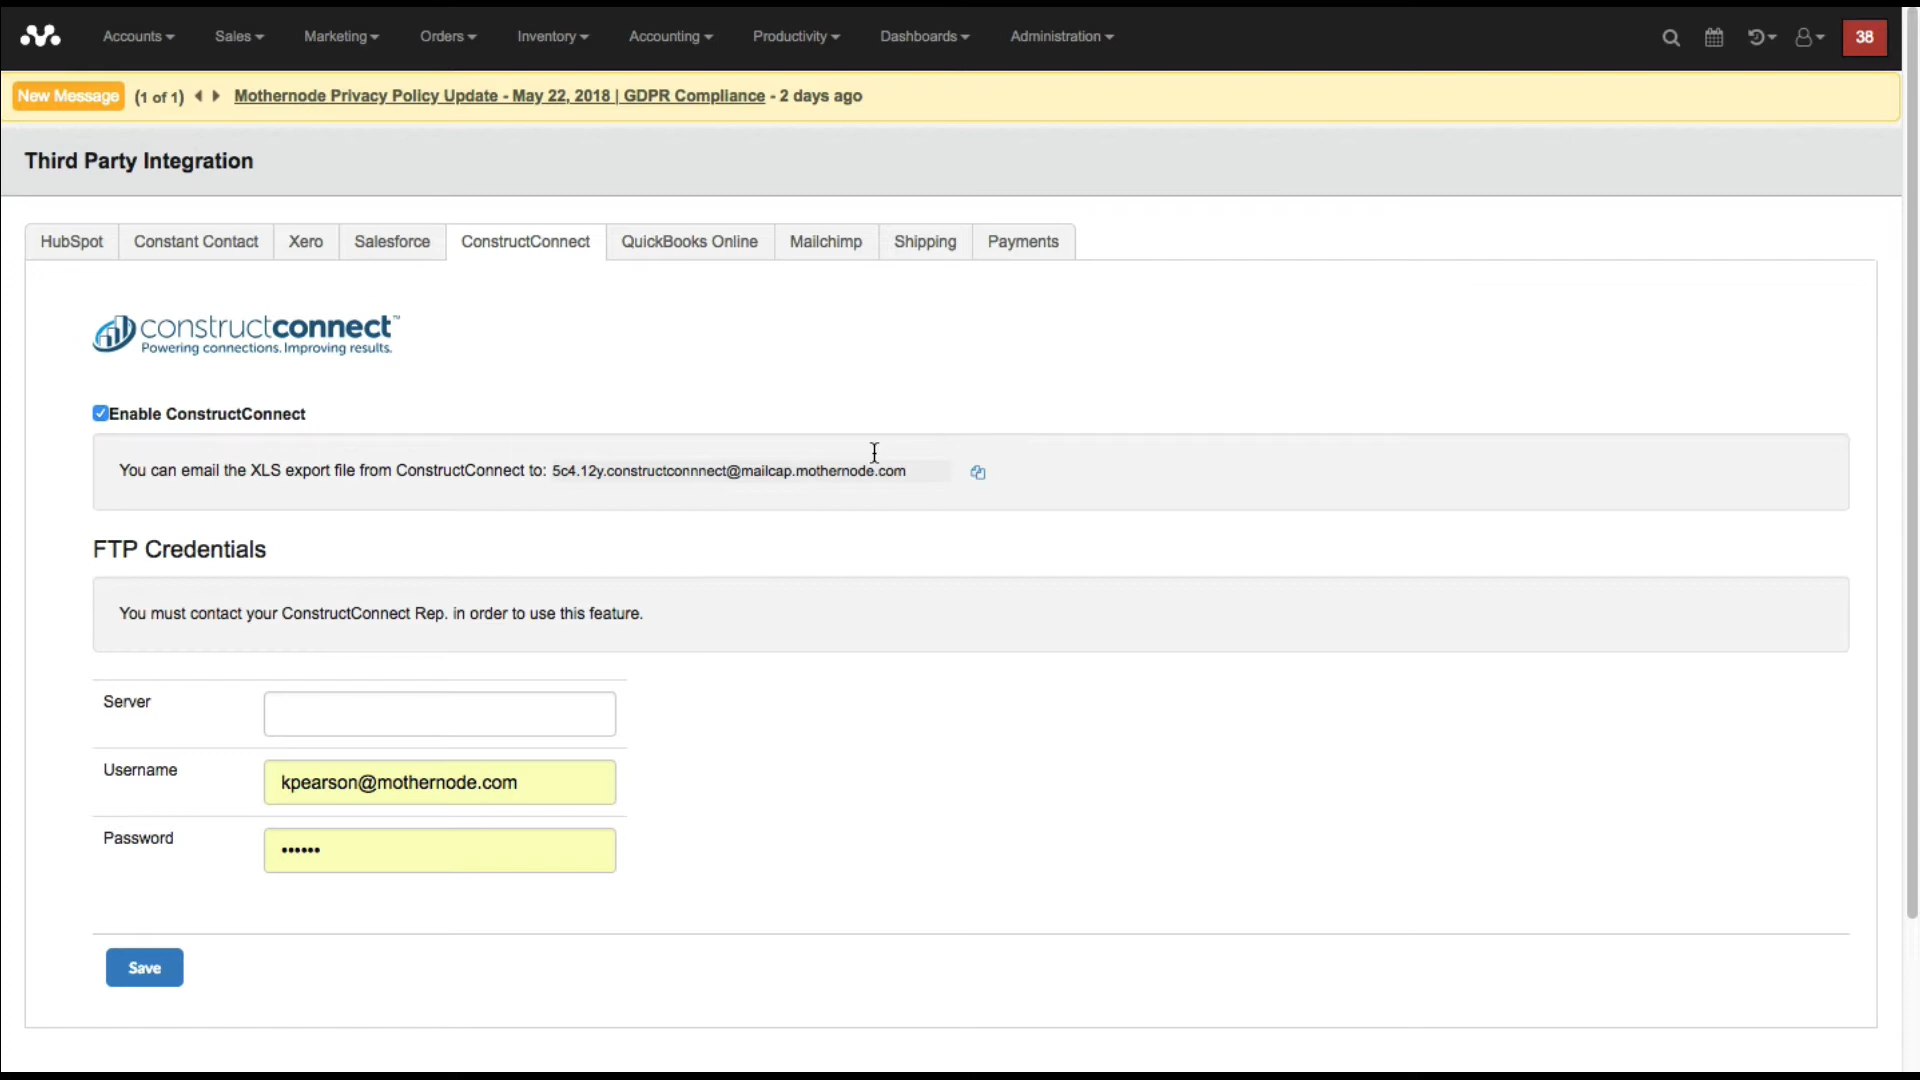 Accounts Sales Marketing Orders Inventory Accounting Productivity Dashboards Administration 38
New Message (1 of 1) Mothernode Privacy Policy Update - May 22, 2018 | GDPR Compliance - 2 days ago
Third Party Integration
HubSpot Constant Contact Xero Salesforce ConstructConnect QuickBooks Online Mailchimp Shipping Payments
constructconnect™
Powering connections. Improving results.
Enable ConstructConnect
You can email the XLS export file from ConstructConnect to: 5c4.12y.constructconnnect@mailcap.mothernode.com
FTP Credentials
You must contact your ConstructConnect Rep. in order to use this feature.
Server
Username kpearson@mothernode.com
Password ••••••
Save